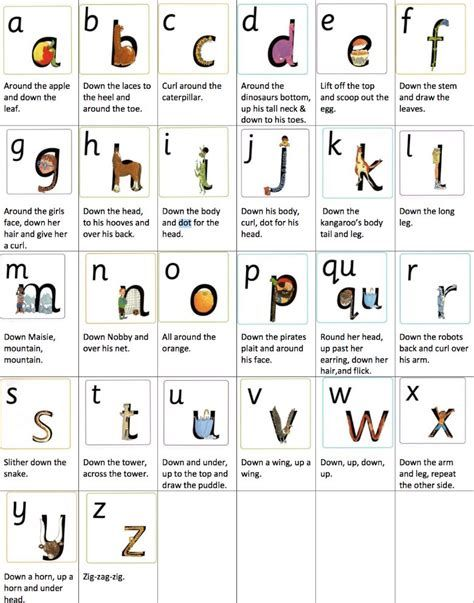 a b c d e f
Around the apple
and down the
leaf.
Down the laces to
the heel and
around the toe.
Curl around the
caterpillar.
Around the
dinosaurs bottom,
up his tall neck &
down to his toes.
Lift off the top
and scoop out the
egg.
Down the stem
and draw the
leaves.
g h i j k l
Around the girls
face, down her
hair and give her
a curl.
Down the head,
to his hooves and
over his back.
Down the body
and dot for the
head.
Down his body,
curl, dot for his
head.
Down the
kangaroo's body
tail and leg.
Down the long
leg.
m n o p qu r
Down Maisie,
mountain,
mountain.
Down Nobby and
over his net.
All around the
orange.
Down the pirates
plait and around
his face.
Round her head,
up past her
earring, down her
hair,and flick.
Down the robots
back and curl over
his arm.
s t u v w x
Slither down the
snake.
Down the tower,
across the tower.
Down and under,
up to the top and
draw the puddle.
Down a wing, up a
wing.
Down, up, down,
up.
Down the arm
and leg, repeat
the other side.
y z
Down a horn, up a
horn and under
head.
Zig-zag-zig.